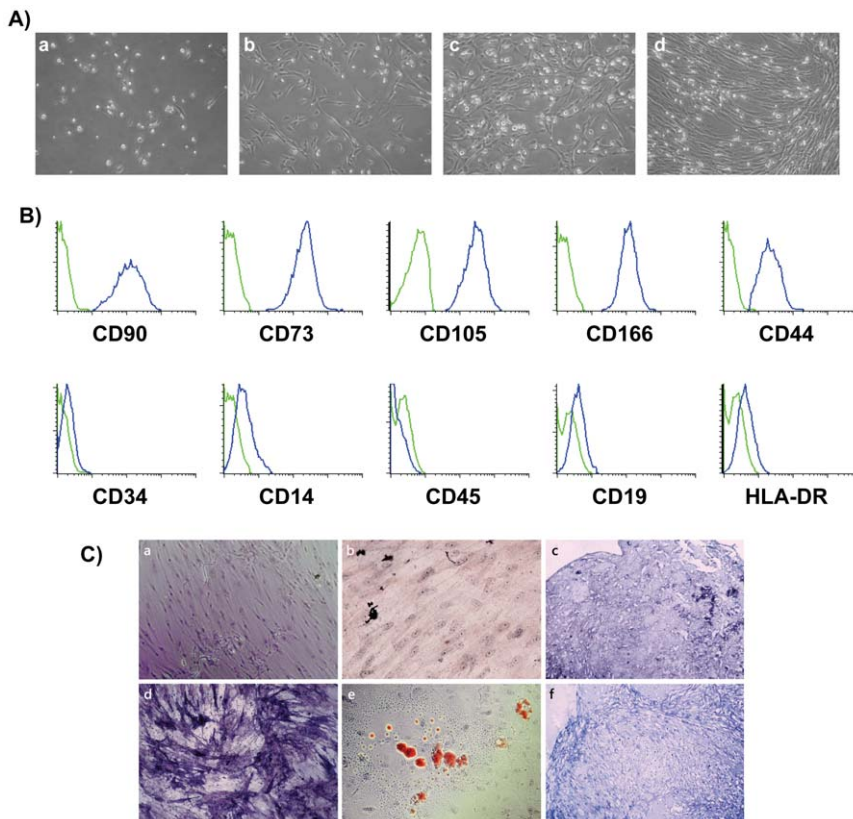 A)
a b c d
B)
CD90 CD73 CD105 CD166 CD44
CD34 CD14 CD45 CD19 HLA-DR
C)
a b c
d e f